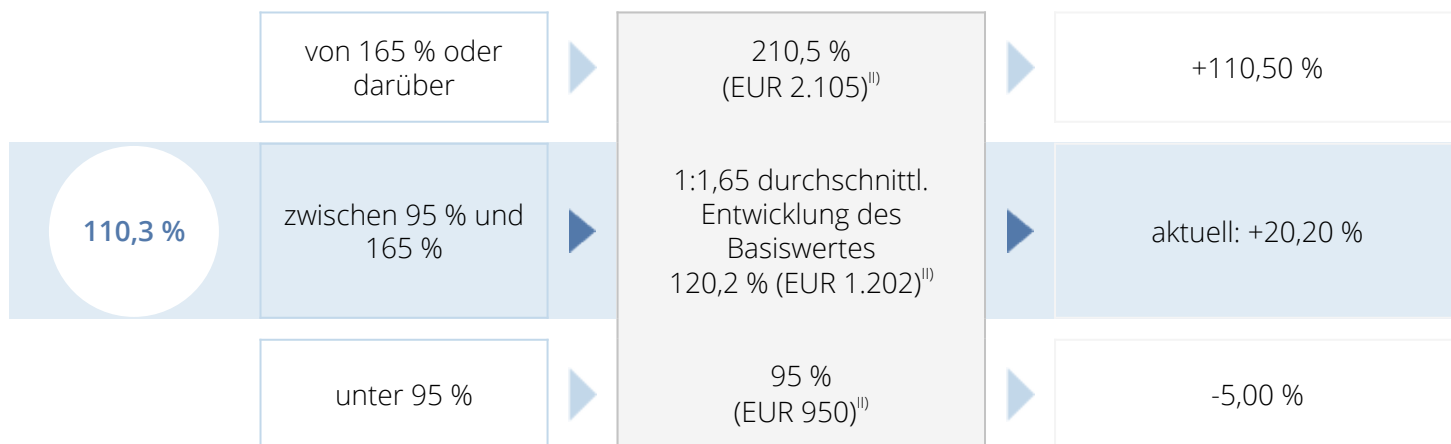 von 165 % oder
darüber
210,5 %
(EUR 2.105)II)
+110,50 %
110,3 %
zwischen 95 % und
165 %
1:1,65 durchschnittl.
Entwicklung des
Basiswertes
120,2 % (EUR 1.202)II)
aktuell: +20,20 %
unter 95 %
95 %
(EUR 950)II)
-5,00 %